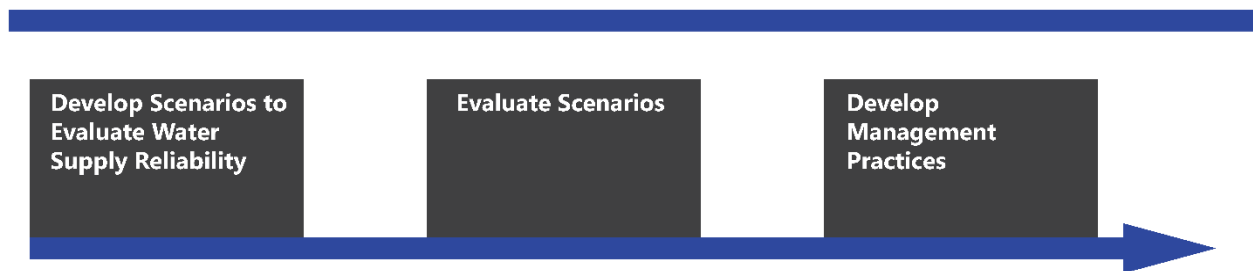 Develop Scenarios to
Evaluate Water
Supply Reliability
Evaluate Scenarios
Develop
Management
Practices